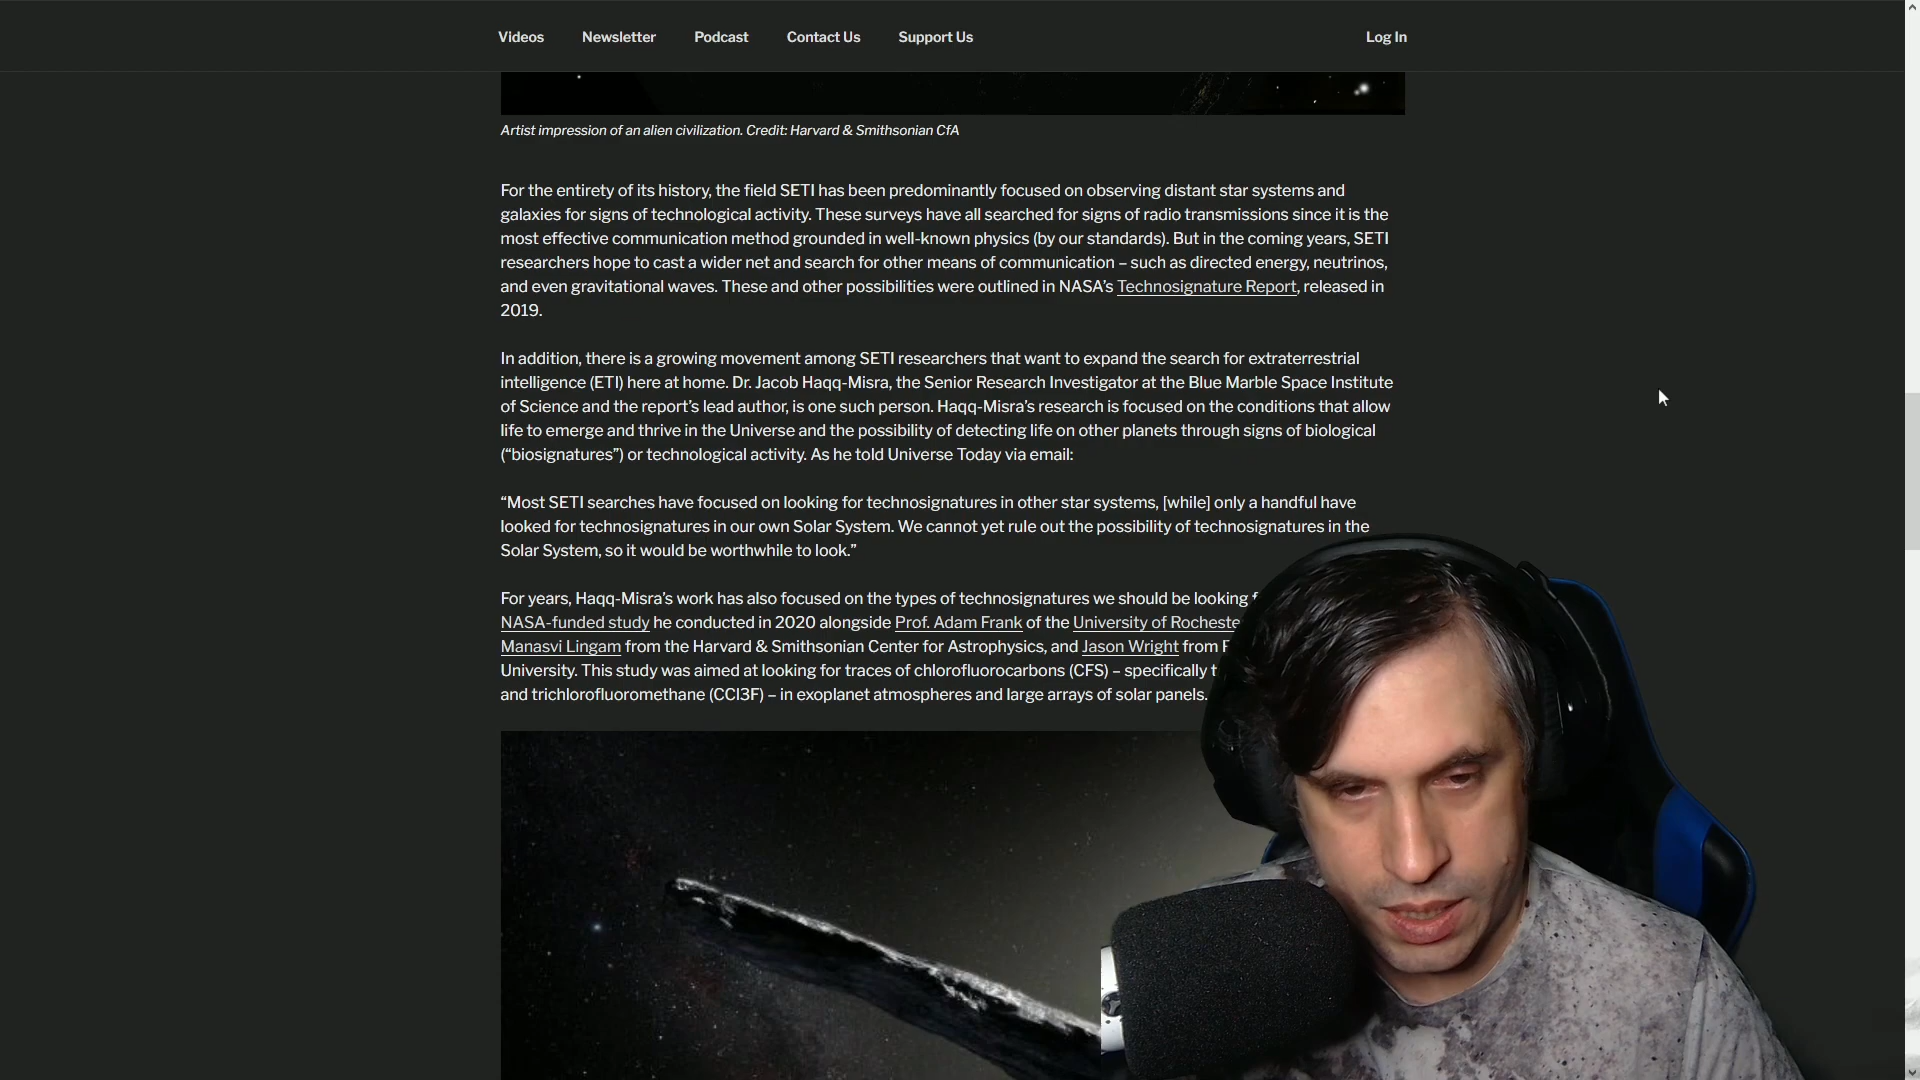 Videos Newsletter Podcast Contact Us Support Us Log In
Artist impression of an alien civilization. Credit: Harvard & Smithsonian CfA
For the entirety of its history, the field SETI has been predominantly focused on observing distant star systems and
galaxies for signs of technological activity. These surveys have all searched for signs of radio transmissions since it is the
most effective communication method grounded in well-known physics (by our standards). But in the coming years, SETI
researchers hope to cast a wider net and search for other means of communication – such as directed energy, neutrinos,
and even gravitational waves. These and other possibilities were outlined in NASA’s Technosignature Report, released in
2019.
In addition, there is a growing movement among SETI researchers that want to expand the search for extraterrestrial
intelligence (ETI) here at home. Dr. Jacob Haqq-Misra, the Senior Research Investigator at the Blue Marble Space Institute
of Science and the report’s lead author, is one such person. Haqq-Misra’s research is focused on the conditions that allow
life to emerge and thrive in the Universe and the possibility of detecting life on other planets through signs of biological
(“biosignatures”) or technological activity. As he told Universe Today via email:
“Most SETI searches have focused on looking for technosignatures in other star systems, [while] only a handful have
looked for technosignatures in our own Solar System. We cannot yet rule out the possibility of technosignatures in the
Solar System, so it would be worthwhile to look.”
For years, Haqq-Misra’s work has also focused on the types of technosignatures we should be looking
NASA-funded study he conducted in 2020 alongside Prof. Adam Frank of the University of Rocheste
Manasvi Lingam from the Harvard & Smithsonian Center for Astrophysics, and Jason Wright from
University. This study was aimed at looking for traces of chlorofluorocarbons (CFS) – specifically
and trichlorofluoromethane (CCl3F) – in exoplanet atmospheres and large arrays of solar panels.